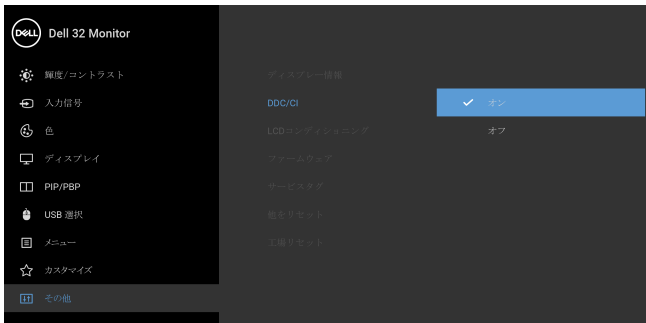 DELL Dell 32 Monitor
輝度/コントラスト
入力信号
色
ディスプレイ
PIP/PBP
USB 選択
メニュー
カスタマイズ
その他
ディスプレー情報
DDC/CI
LCDコンディショニング
ファームウェア
サービスタグ
他をリセット
工場リセット
オン
オフ